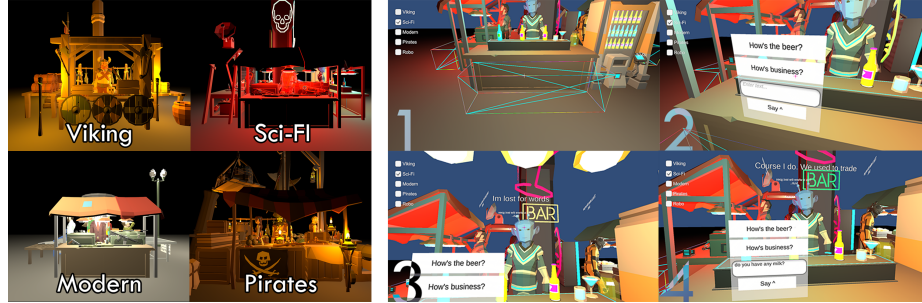 Viking
Sci-FI
Modern
Pirates
Viking
Sci-Fi
Modern
Pirates
Robo
1
Viking
Sci-Fi
How's the beer?
How's business?
Say ^
2
Viking
Sci-Fi
Modern
Pirates
Robo
Im lost for words
BAR
How's the beer?
How's business?
3
Viking
Sci-Fi
Modern
Pirates
Robo
Course I do. We used to trade
BAR
How's the beer?
How's business?
do you have any milk?
Say ^
4